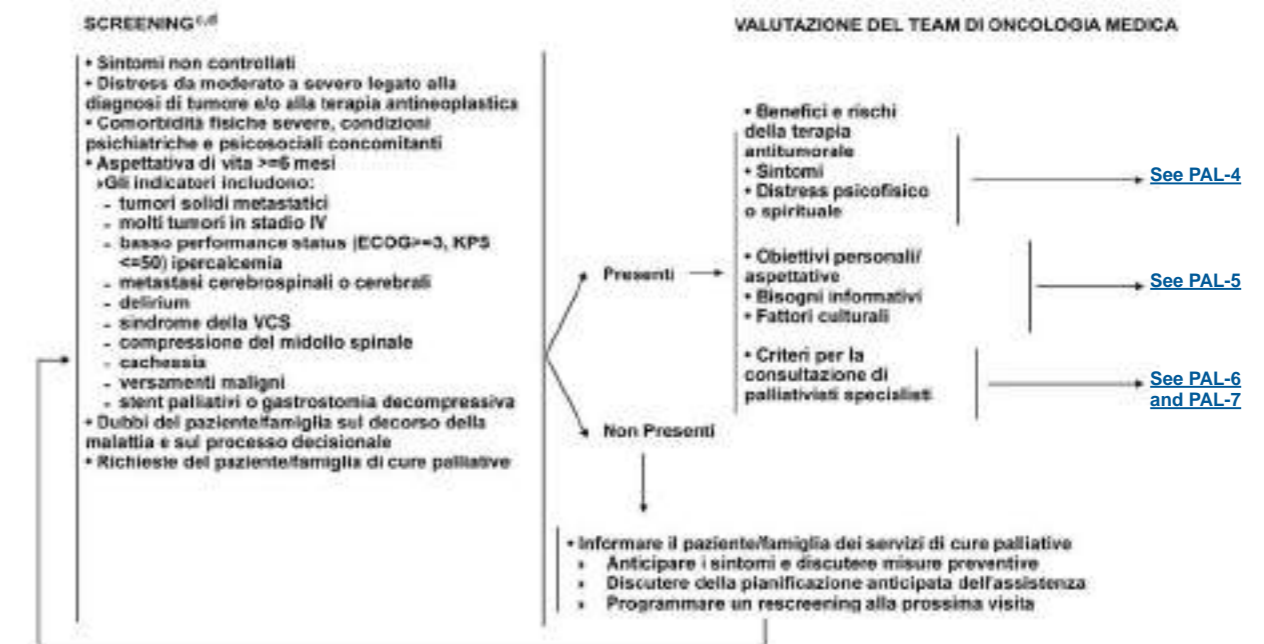 SCREENING c,d
• Sintomi non controllati
• Distress da moderato a severo legato alla
diagnosi di tumore e/o alla terapia antineoplastica
• Comorbidità fisiche severe, condizioni
psichiatriche e psicosociali concomitanti
• Aspettativa di vita >=6 mesi
»Gli indicatori includono:
- tumori solidi metastatici
- molti tumori in stadio IV
- basso performance status (ECOG>=3, KPS
<=50) ipercalcemia
- metastasi cerebrospinali o cerebrali
- delirium
- sindrome della VCS
- compressione del midollo spinale
- cachessia
- versamenti maligni
- stent palliativi o gastrostomia decompressiva
• Dubbi del paziente/famiglia sul decorso della
malattia e sul processo decisionale
• Richieste del paziente/famiglia di cure palliative
Presenti
Non Presenti
VALUTAZIONE DEL TEAM DI ONCOLOGIA MEDICA
• Benefici e rischi
della terapia
antitumorale
• Sintomi
• Distress psicofisico
o spirituale
See PAL-4
• Obiettivi personali/
aspettative
• Bisogni informativi
• Fattori culturali
See PAL-5
• Criteri per la
consultazione di
palliativisti specialisti
See PAL-6
and PAL-7
• Informare il paziente/famiglia dei servizi di cure palliative
» Anticipare i sintomi e discutere misure preventive
» Discutere della pianificazione anticipata dell'assistenza
» Programmare un rescreening alla prossima visita